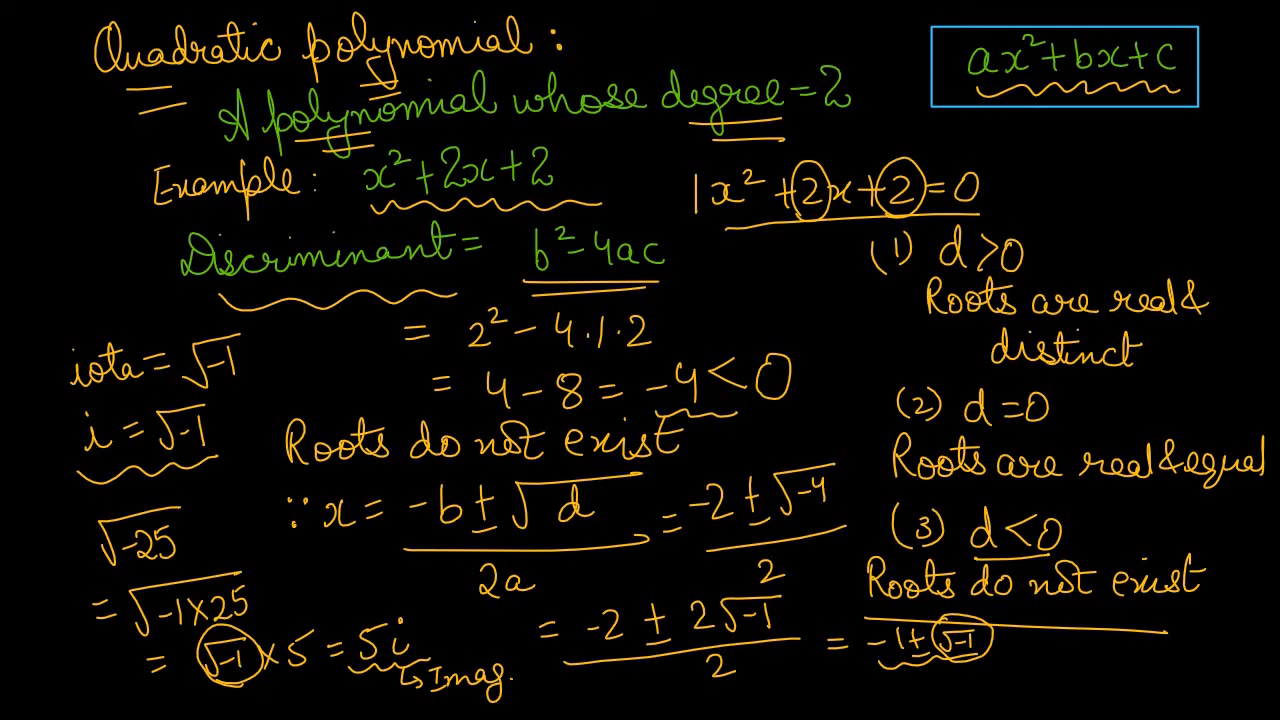 Quadratic polynomial :
ax²+bx+c
A polynomial whose degree = 2
Example: x²+2x+2
1x²+2x+2=0
Discriminant = b²-4ac
= 2² - 4.1.2
= 4 - 8 = -4 < 0
Roots do not exist
∵ x = (-b ± √d)/2a = (-2 ± √-4)/2
= (-2 ± 2√-1)/2 = -1 ± √-1
(1) d > 0
Roots are real &
distinct
(2) d = 0
Roots are real & equal
(3) d < 0
Roots do not exist
iota = √-1
i = √-1
√-25
= √-1×25
= √-1 × 5 = 5i
↳ Imag.